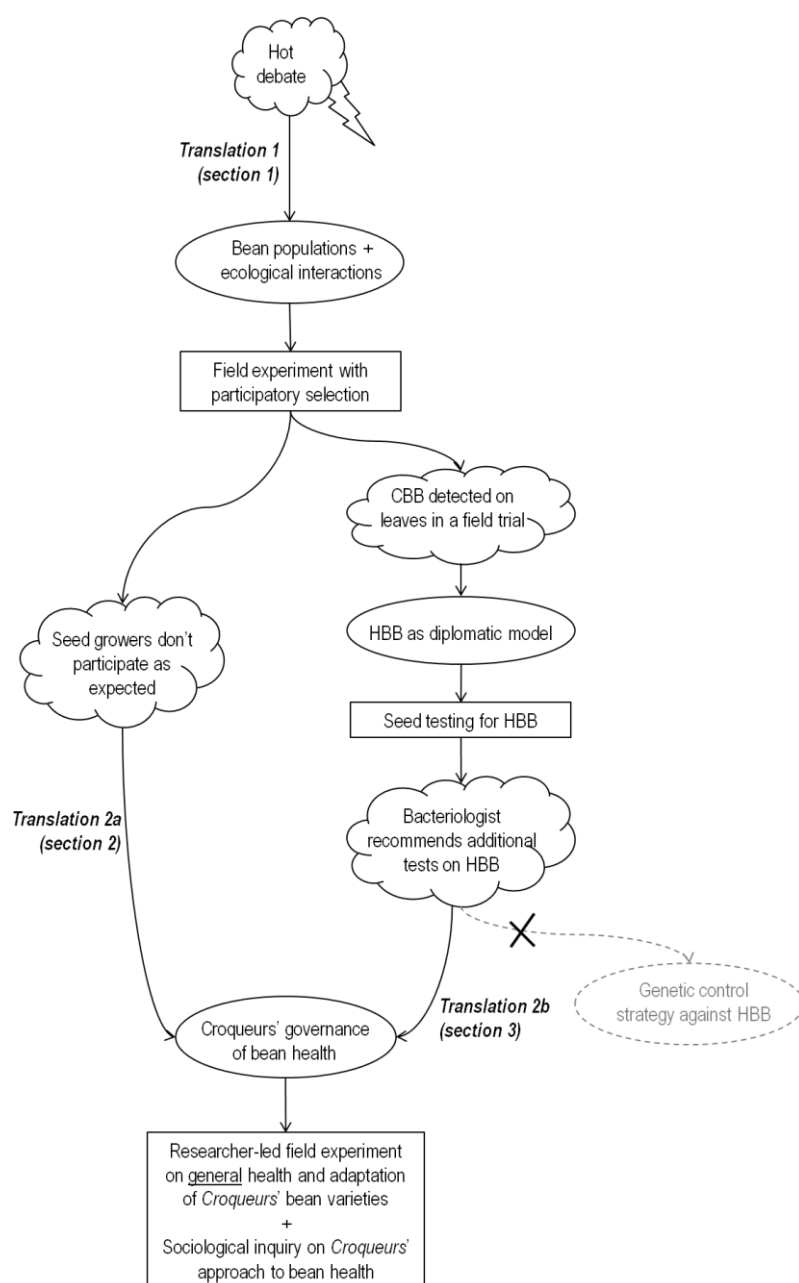 Hot
debate
Translation 1
(section 1)
Bean populations +
ecological interactions
Field experiment with
participatory selection
CBB detected on
leaves in a field trial
HBB as diplomatic model
Seed growers don't
participate as
expected
Seed testing for HBB
Translation 2a
(section 2)
Bacteriologist
recommends additional
tests on HBB
Genetic control
strategy against HBB
Translation 2b
(section 3)
Croqueurs' governance
of bean health
Researcher-led field experiment
on general health and adaptation
of Croqueurs' bean varieties
+
Sociological inquiry on Croqueurs'
approach to bean health